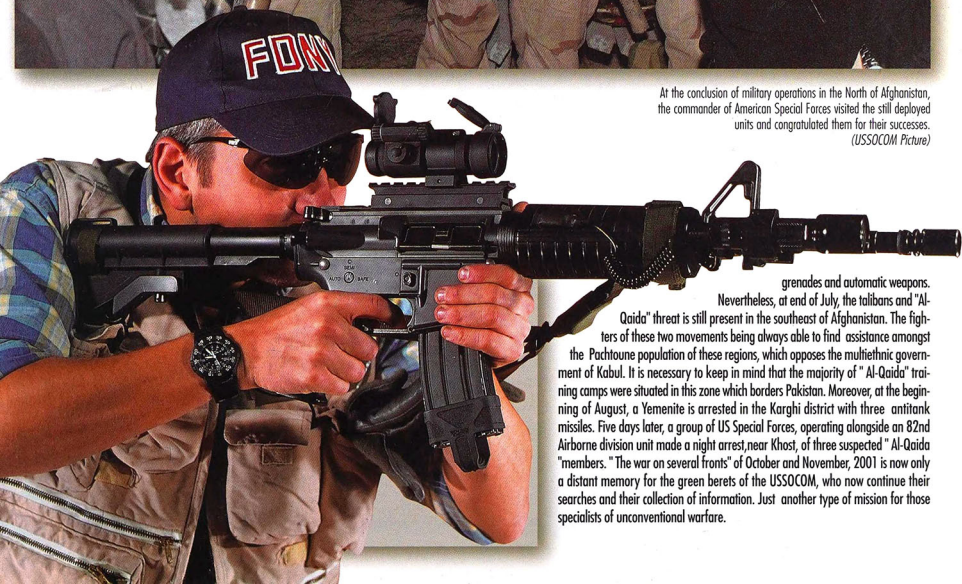 FDNY
At the conclusion of military operations in the North of Afghanistan,
the commander of American Special Forces visited the still deployed
units and congratulated them for their successes.
(USSOCOM Picture)
SEMI
AUTO SAFE
grenades and automatic weapons.
Nevertheless, at end of July, the talibans and "Al-
Qaida" threat is still present in the southeast of Afghanistan. The figh-
ters of these two movements being always able to find assistance amongst
the Pachtoune population of these regions, which opposes the multiethnic govern-
ment of Kabul. It is necessary to keep in mind that the majority of " Al-Qaida" trai-
ning camps were situated in this zone which borders Pakistan. Moreover, at the begin-
ning of August, a Yemenite is arrested in the Karghi district with three antitank
missiles. Five days later, a group of US Special Forces, operating alongside an 82nd
Airborne division unit made a night arrest,near Khost, of three suspected " Al-Qaida
"members. " The war on several fronts" of October and November, 2001 is now only
a distant memory for the green berets of the USSOCOM, who now continue their
searches and their collection of information. Just another type of mission for those
specialists of unconventional warfare.